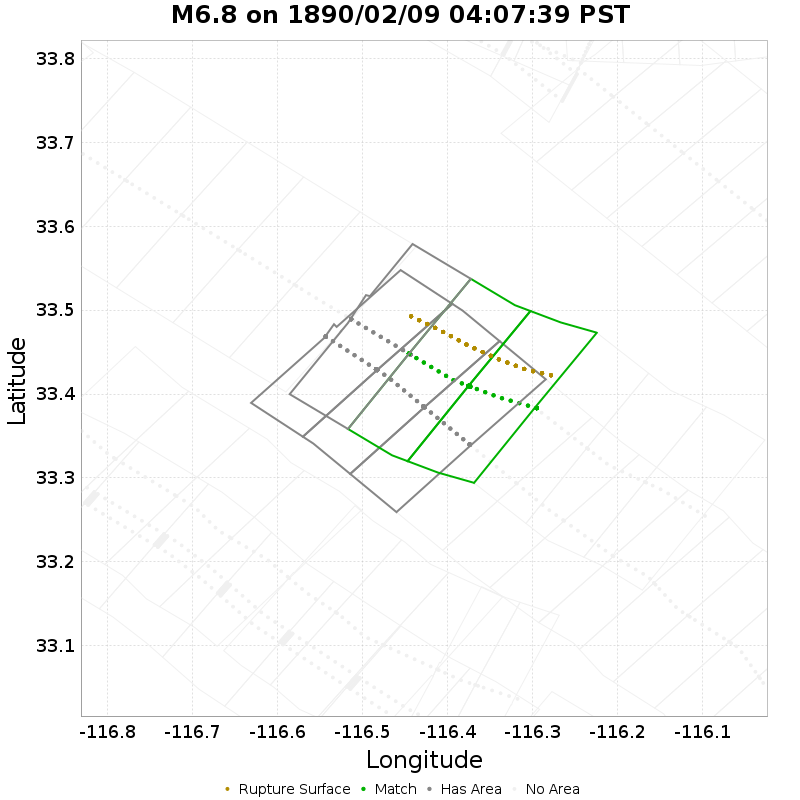 M6.8 on 1890/02/09 04:07:39 PST
33.8
33.7
33.6
33.5
33.4
33.3
33.2
33.1
Latitude
-116.8 -116.7 -116.6 -116.5 -116.4 -116.3 -116.2 -116.1
Longitude
Rupture Surface Match Has Area No Area